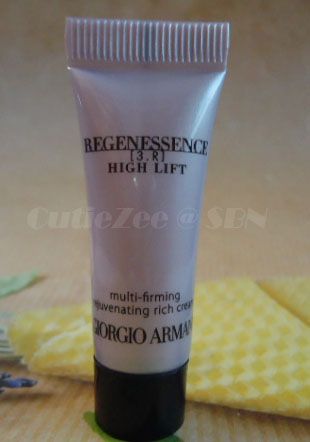 REGENESSENCE
[3.R]
HIGH LIFT
CutieZee @ SBN
multi-firming
rejuvenating rich cream
GIORGIO ARMANI